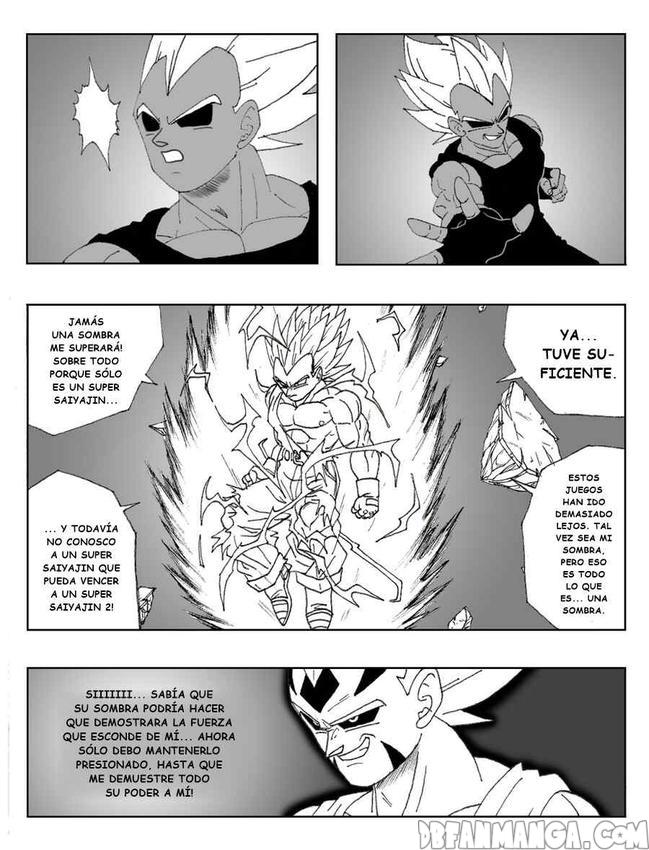 JAMÁS
UNA SOMBRA
ME SUPERARÁ!
SOBRE TODO
PORQUE SÓLO
ES UN SUPER
SAIYAJIN...
YA...
TUVE SU-
FICIENTE.
... Y TODAVÍA
NO CONOSCO
A UN SUPER
SAIYAJIN QUE
PUEDA VENCER
A UN SUPER
SAIYAJIN 2!
ESTOS
JUEGOS
HAN IDO
DEMASIADO
LEJOS. TAL
VEZ SEA MI
SOMBRA,
PERO ESO
ES TODO
LO QUE
ES... UNA
SOMBRA.
SIIIIIII... SABÍA QUE
SU SOMBRA PODRÍA HACER
QUE DEMOSTRARA LA FUERZA
QUE ESCONDE DE MÍ... AHORA
SÓLO DEBO MANTENERLO
PRESIONADO, HASTA QUE
ME DEMUESTRE TODO
SU PODER A MÍ!
DBFANMANGA.COM